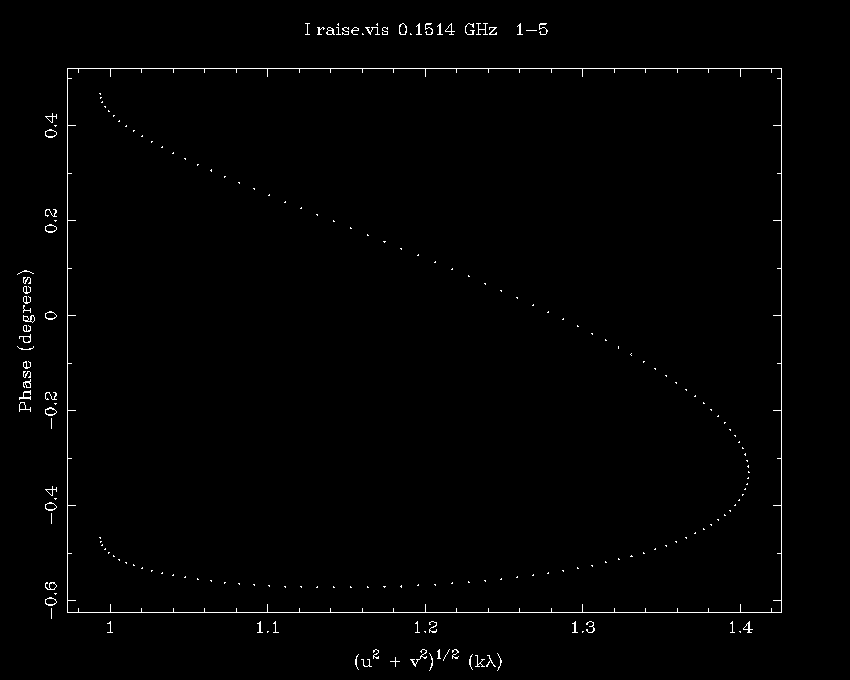 I raise.vis 0.1514 GHz 1-5
0.4
0.2
0
-0.2
-0.4
-0.6
Phase (degrees)
1 1.1 1.2 1.3 1.4
(u² + v²)^1/2 (kλ)